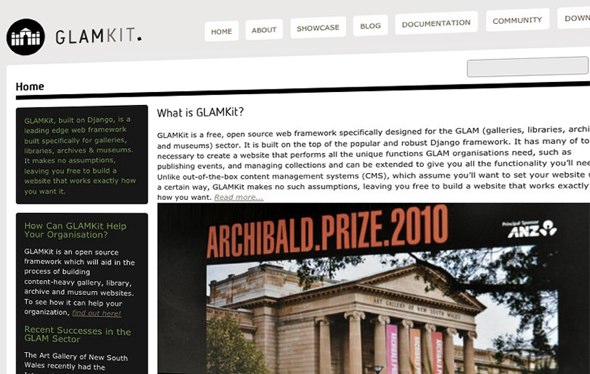 GLAMKIT.
HOME
ABOUT
SHOWCASE
BLOG
DOCUMENTATION
COMMUNITY
DOWN
Home
GLAMKit, built on Django, is a
leading edge web framework
built specifically for galleries,
libraries, archives & museums.
It makes no assumptions,
leaving you free to build a
website that works exactly how
you want it.
How Can GLAMKit Help
Your Organisation?
GLAMKit is an open source
framework which will aid in the
process of building
content-heavy gallery, library,
archive and museum websites.
To see how it can help your
organization, find out here!
Recent Successes in the
GLAM Sector
The Art Gallery of New South
Wales recently had the
What is GLAMKit?
GLAMKit is a free, open source web framework specifically designed for the GLAM (galleries, libraries, archi
and museums) sector. It is built on the top of the popular and robust Django framework. It has many of to
necessary to create a website that performs all the unique functions GLAM organisations need, such as
publishing events, and managing collections and can be extended to give you all the functionality you'll nee
Unlike out-of-the-box content management systems (CMS), which assume you'll want to set your website
a certain way, GLAMKit makes no such assumptions, leaving you free to build a website that works exactly
how you want. Read more...
ARCHIBALD.PRIZE.2010
Principal Sponsor
ANZ
ART GALLERY OF NEW SOUTH WALES